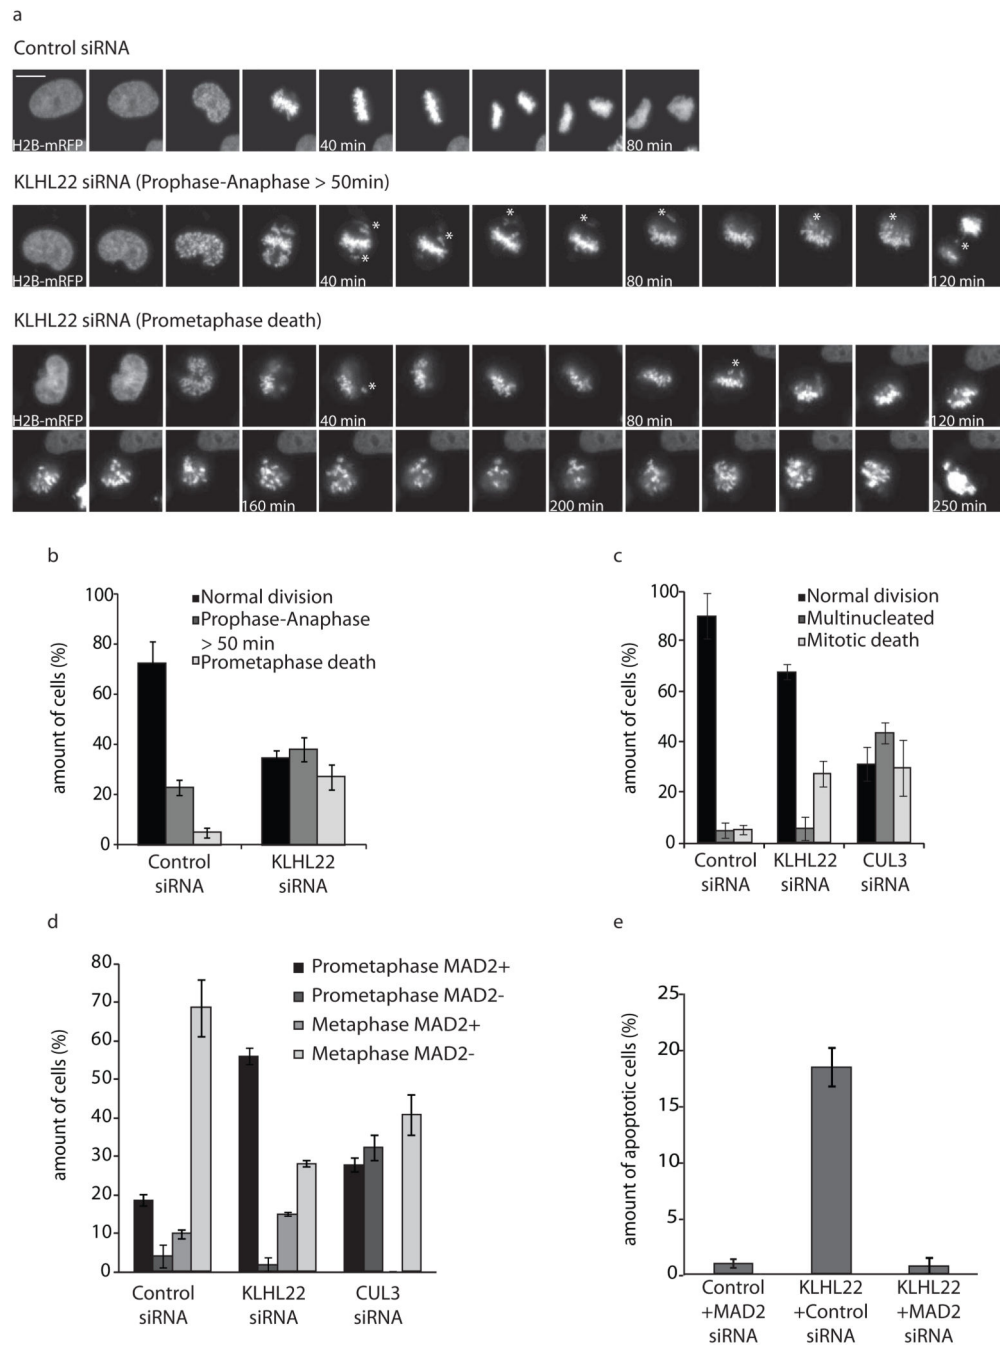 a
Control siRNA
H2B-mRFP
40 min
80 min
KLHL22 siRNA (Prophase-Anaphase > 50min)
H2B-mRFP
* * * * * * * * *
40 min
80 min
120 min
KLHL22 siRNA (Prometaphase death)
H2B-mRFP
* *
40 min
80 min
120 min
160 min
200 min
250 min
b
amount of cells (%)
100
80
60
40
20
0
Normal division
Prophase-Anaphase
> 50 min
Prometaphase death
Control
siRNA
KLHL22
siRNA
c
amount of cells (%)
100
80
60
40
20
0
Normal division
Multinucleated
Mitotic death
Control
siRNA
KLHL22
siRNA
CUL3
siRNA
d
amount of cells (%)
80
70
60
50
40
30
20
10
0
Prometaphase MAD2+
Prometaphase MAD2-
Metaphase MAD2+
Metaphase MAD2-
Control
siRNA
KLHL22
siRNA
CUL3
siRNA
e
amount of apoptotic cells (%)
25
20
15
10
5
0
Control
+MAD2
siRNA
KLHL22
+Control
siRNA
KLHL22
+MAD2
siRNA